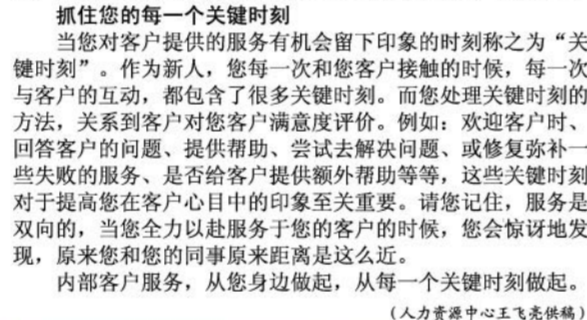 抓住您的每一个关键时刻
当您对客户提供的服务有机会留下印象的时刻称之为“关
键时刻”。作为新人，您每一次和您客户接触的时候，每一次
与客户的互动，都包含了很多关键时刻。而您处理关键时刻的
方法，关系到客户对您客户满意度评价。例如：欢迎客户时、
回答客户的问题、提供帮助、尝试去解决问题、或修复弥补一
些失败的服务、是否给客户提供额外帮助等等，这些关键时刻
对于提高您在客户心目中的印象至关重要。请您记住，服务是
双向的，当您全力以赴服务于您的客户的时候，您会惊讶地发
现，原来您和您的同事原来距离是这么近。
内部客户服务，从您身边做起，从每一个关键时刻做起。
（人力资源中心王飞亮供稿）